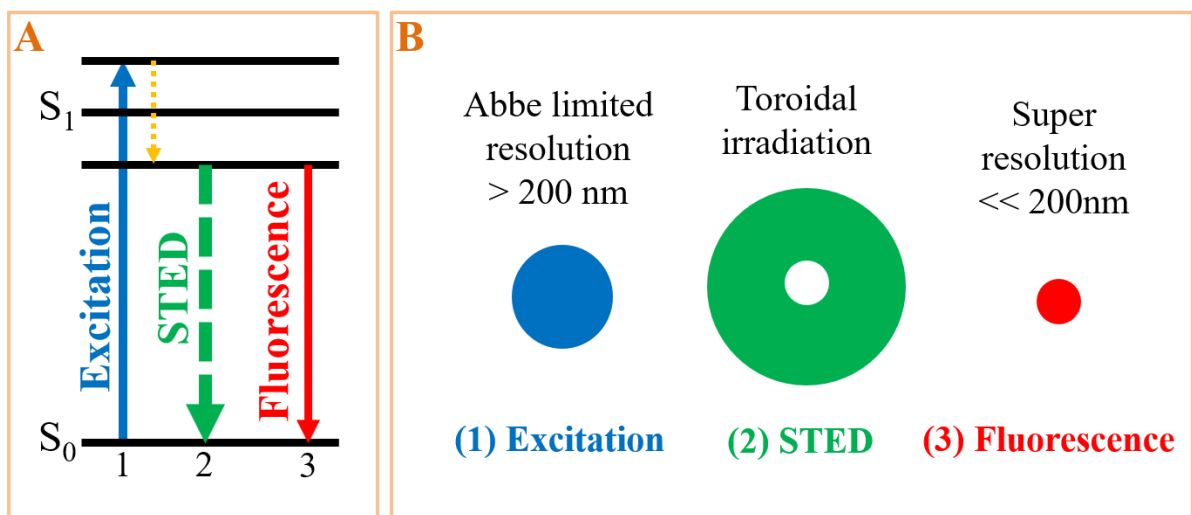 A
S1
S0
Excitation
STED
Fluorescence
1 2 3
B
Abbe limited
resolution
> 200 nm
Toroidal
irradiation
Super
resolution
<< 200nm
(1) Excitation
(2) STED
(3) Fluorescence